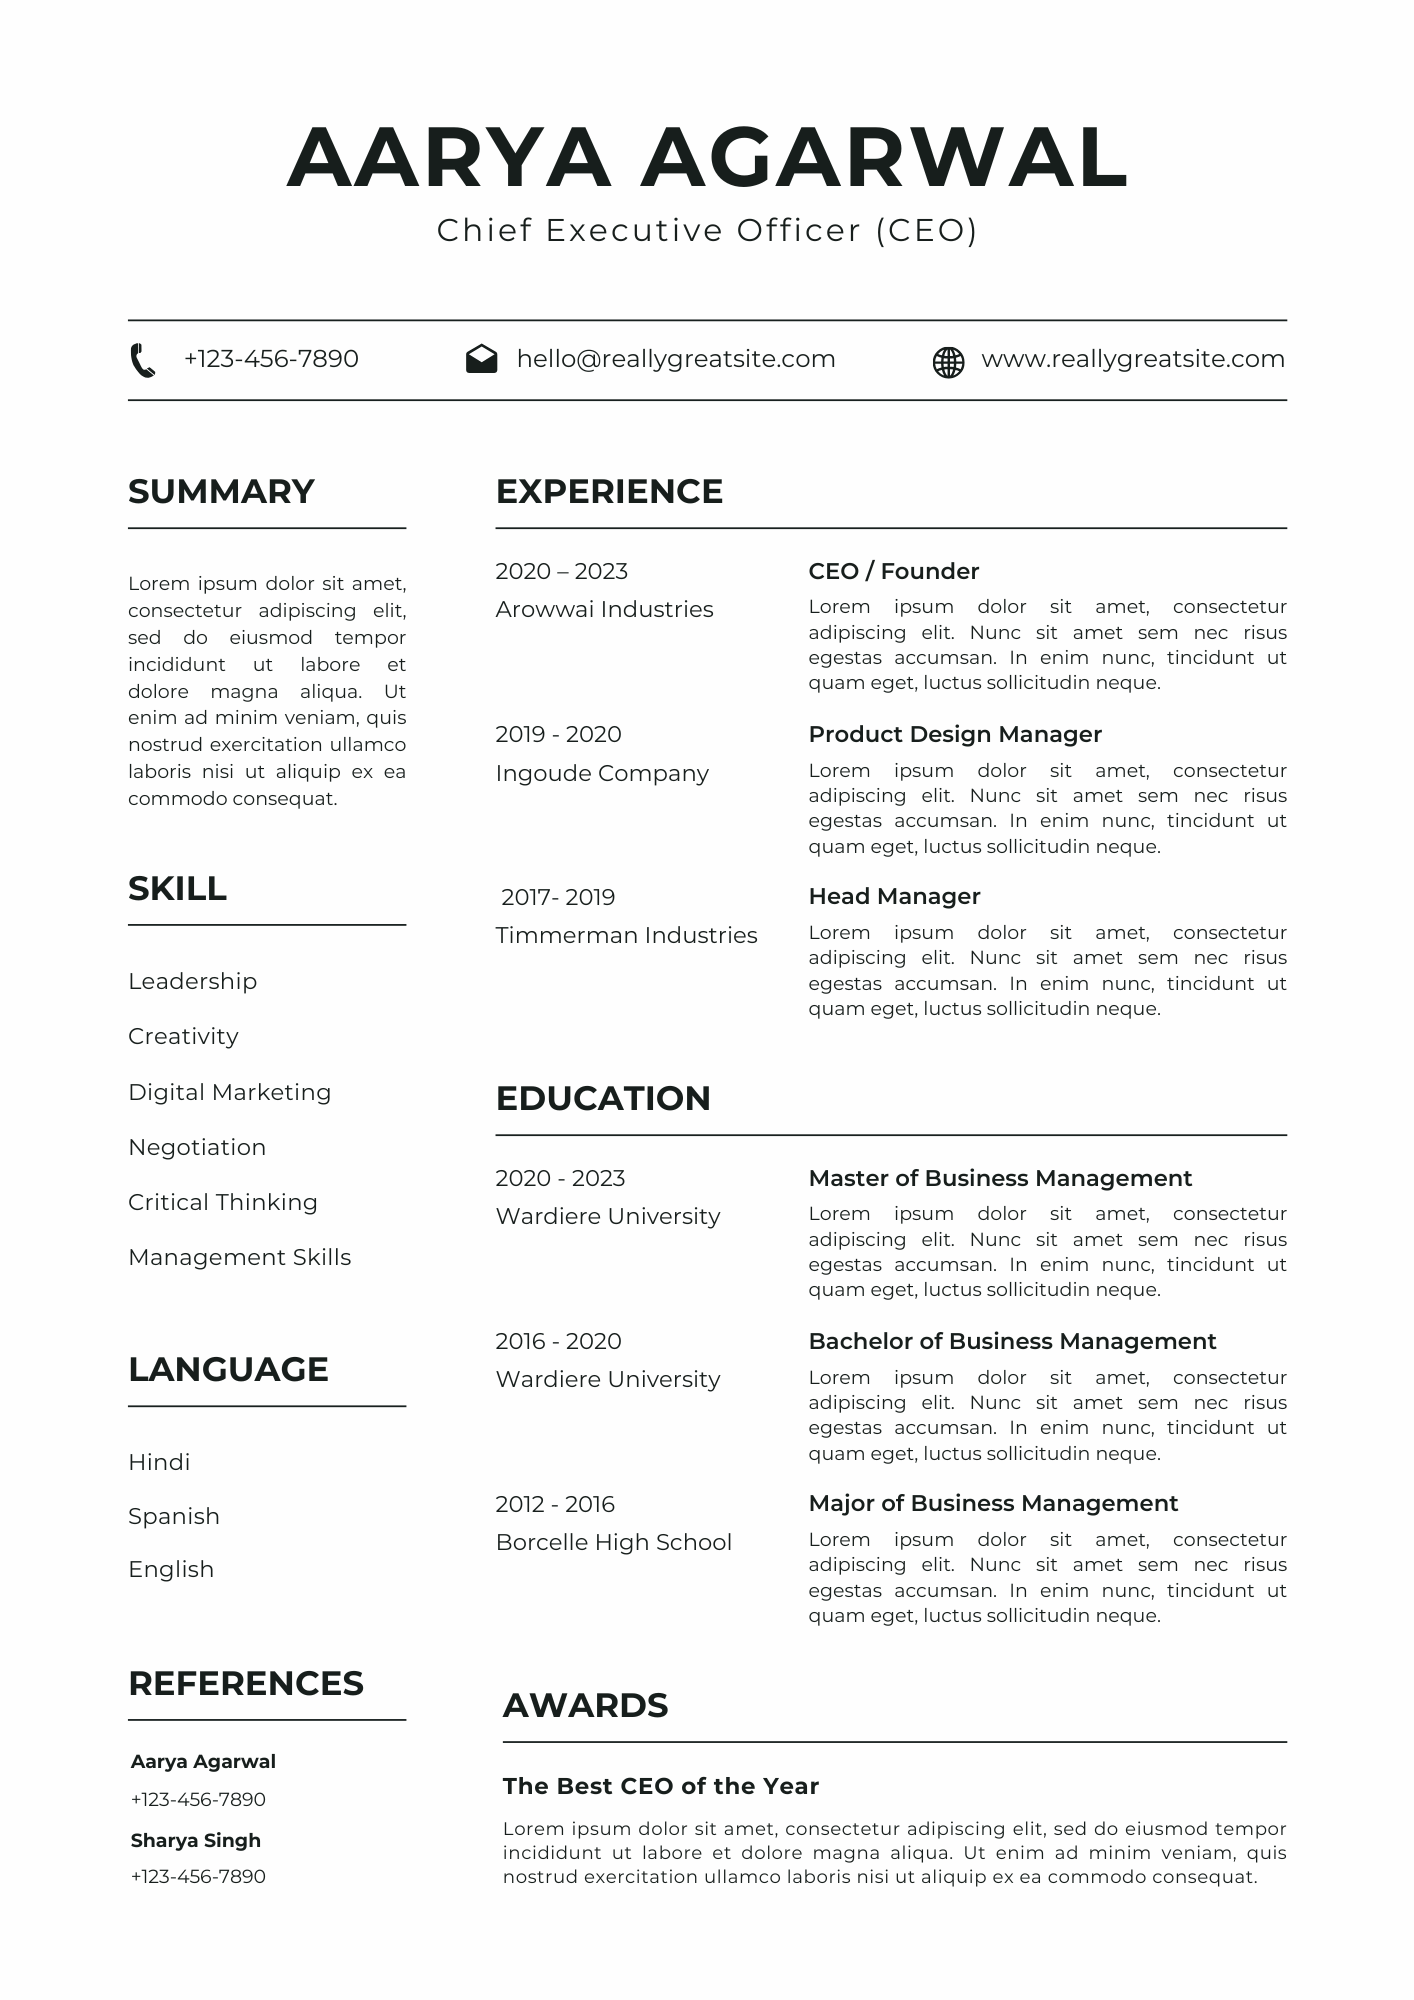 AARYA AGARWAL
Chief Executive Officer (CEO)
+123-456-7890
hello@reallygreatsite.com
www.reallygreatsite.com
SUMMARY
Lorem ipsum dolor sit amet,
consectetur adipiscing elit,
sed do eiusmod tempor
incididunt ut labore et
dolore magna aliqua. Ut
enim ad minim veniam, quis
nostrud exercitation ullamco
laboris nisi ut aliquip ex ea
commodo consequat.
SKILL
Leadership
Creativity
Digital Marketing
Negotiation
Critical Thinking
Management Skills
LANGUAGE
Hindi
Spanish
English
REFERENCES
Aarya Agarwal
+123-456-7890
Sharya Singh
+123-456-7890
EXPERIENCE
2020 – 2023
Arowwai Industries
CEO / Founder
Lorem ipsum dolor sit amet, consectetur
adipiscing elit. Nunc sit amet sem nec risus
egestas accumsan. In enim nunc, tincidunt ut
quam eget, luctus sollicitudin neque.
2019 - 2020
Ingoude Company
Product Design Manager
Lorem ipsum dolor sit amet, consectetur
adipiscing elit. Nunc sit amet sem nec risus
egestas accumsan. In enim nunc, tincidunt ut
quam eget, luctus sollicitudin neque.
2017- 2019
Timmerman Industries
Head Manager
Lorem ipsum dolor sit amet, consectetur
adipiscing elit. Nunc sit amet sem nec risus
egestas accumsan. In enim nunc, tincidunt ut
quam eget, luctus sollicitudin neque.
EDUCATION
2020 - 2023
Wardiere University
Master of Business Management
Lorem ipsum dolor sit amet, consectetur
adipiscing elit. Nunc sit amet sem nec risus
egestas accumsan. In enim nunc, tincidunt ut
quam eget, luctus sollicitudin neque.
2016 - 2020
Wardiere University
Bachelor of Business Management
Lorem ipsum dolor sit amet, consectetur
adipiscing elit. Nunc sit amet sem nec risus
egestas accumsan. In enim nunc, tincidunt ut
quam eget, luctus sollicitudin neque.
2012 - 2016
Borcelle High School
Major of Business Management
Lorem ipsum dolor sit amet, consectetur
adipiscing elit. Nunc sit amet sem nec risus
egestas accumsan. In enim nunc, tincidunt ut
quam eget, luctus sollicitudin neque.
AWARDS
The Best CEO of the Year
Lorem ipsum dolor sit amet, consectetur adipiscing elit, sed do eiusmod tempor
incididunt ut labore et dolore magna aliqua. Ut enim ad minim veniam, quis
nostrud exercitation ullamco laboris nisi ut aliquip ex ea commodo consequat.